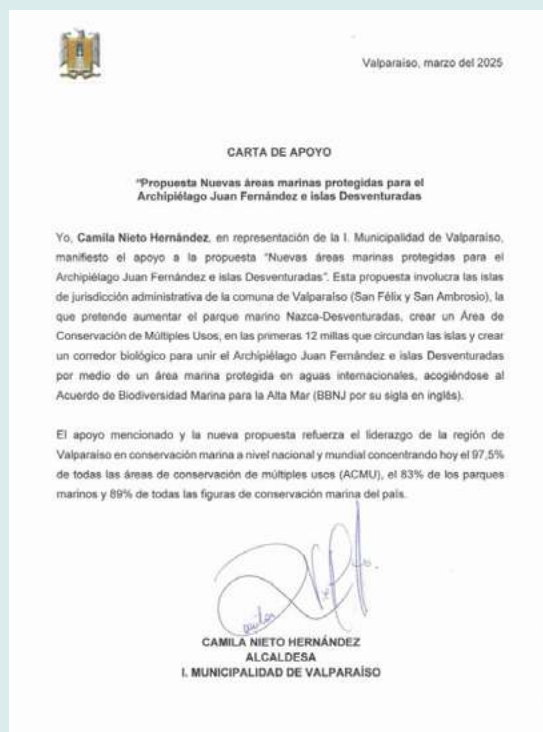 Valparaíso, marzo del 2025
CARTA DE APOYO
"Propuesta Nuevas áreas marinas protegidas para el
Archipiélago Juan Fernández e islas Desventuradas
Yo, Camila Nieto Hernández, en representación de la I. Municipalidad de Valparaíso,
manifiesto el apoyo a la propuesta "Nuevas áreas marinas protegidas para el
Archipiélago Juan Fernández e islas Desventuradas". Esta propuesta involucra las islas
de jurisdicción administrativa de la comuna de Valparaíso (San Félix y San Ambrosio), la
que pretende aumentar el parque marino Nazca-Desventuradas, crear un Área de
Conservación de Múltiples Usos, en las primeras 12 millas que circundan las islas y crear
un corredor biológico para unir el Archipiélago Juan Fernández e islas Desventuradas
por medio de un área marina protegida en aguas internacionales, acogiéndose al
Acuerdo de Biodiversidad Marina para la Alta Mar (BBNJ por su sigla en inglés).
El apoyo mencionado y la nueva propuesta refuerza el liderazgo de la región de
Valparaíso en conservación marina a nivel nacional y mundial concentrando hoy el 97,5%
de todas las áreas de conservación de múltiples usos (ACMU), el 83% de los parques
marinos y 89% de todas las figuras de conservación marina del país.
CAMILA NIETO HERNÁNDEZ
ALCALDESA
I. MUNICIPALIDAD DE VALPARAÍSO